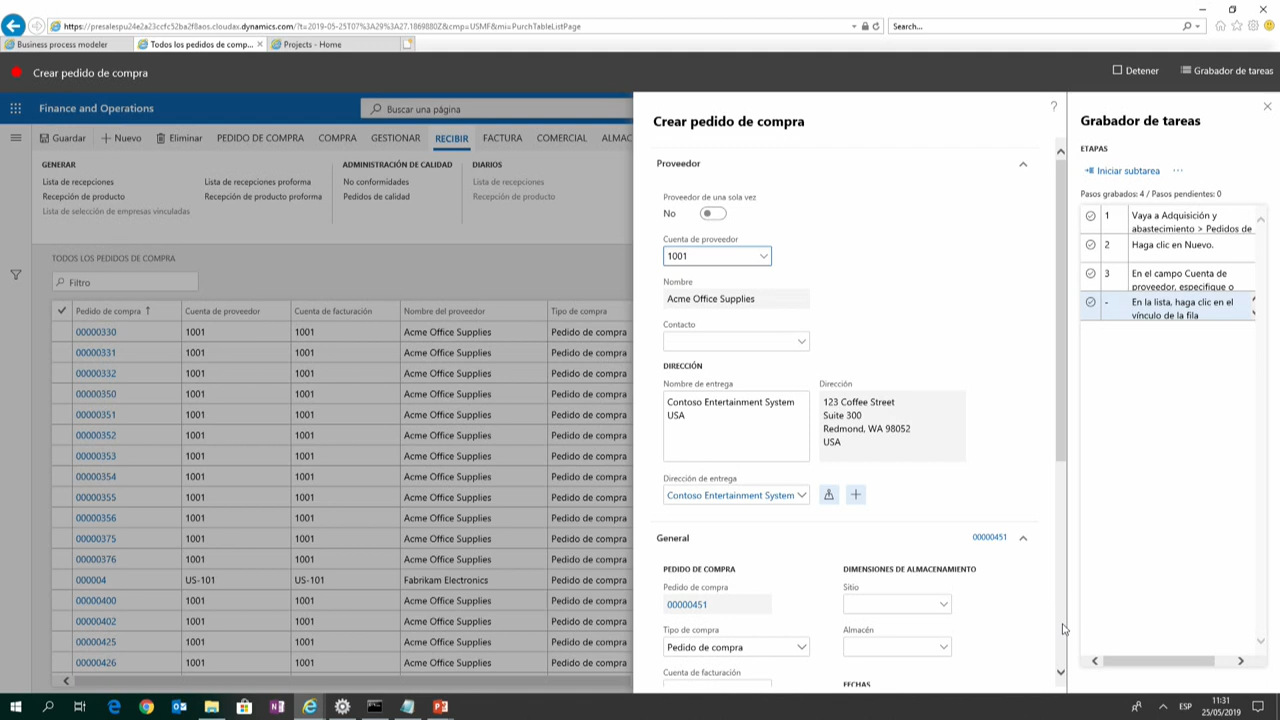 https://presalespu24e2a23ccfc52ba2f8aos.cloudax.dynamics.com/?t=2019-05-25T07%3A29%3A27.1869880Z&cmp=USMF&mi=PurchTableListPage
Search...
Business process modeler
Todos los pedidos de comp...
Projects - Home
Crear pedido de compra
Detener
Grabador de tareas
Finance and Operations
Buscar una página
Guardar
Nuevo
Eliminar
PEDIDO DE COMPRA
COMPRA
GESTIONAR
RECIBIR
FACTURA
COMERCIAL
ALMAC
GENERAR
Lista de recepciones
Lista de recepciones proforma
Recepción de producto
Recepción de producto proforma
Lista de selección de empresas vinculadas
ADMINISTRACIÓN DE CALIDAD
No conformidades
Pedidos de calidad
DIARIOS
Lista de recepciones
Recepción de producto
TODOS LOS PEDIDOS DE COMPRA
Filtro
Pedido de compra Cuenta de proveedor Cuenta de facturación Nombre del proveedor Tipo de compra
00000330 1001 1001 Acme Office Supplies Pedido de compra
00000331 1001 1001 Acme Office Supplies Pedido de compra
00000332 1001 1001 Acme Office Supplies Pedido de compra
00000350 1001 1001 Acme Office Supplies Pedido de compra
00000351 1001 1001 Acme Office Supplies Pedido de compra
00000352 1001 1001 Acme Office Supplies Pedido de compra
00000353 1001 1001 Acme Office Supplies Pedido de compra
00000354 1001 1001 Acme Office Supplies Pedido de compra
00000355 1001 1001 Acme Office Supplies Pedido de compra
00000356 1001 1001 Acme Office Supplies Pedido de compra
00000375 1001 1001 Acme Office Supplies Pedido de compra
00000376 1001 1001 Acme Office Supplies Pedido de compra
000004 US-101 US-101 Fabrikam Electronics Pedido de compra
00000400 1001 1001 Acme Office Supplies Pedido de compra
00000402 1001 1001 Acme Office Supplies Pedido de compra
00000425 1001 1001 Acme Office Supplies Pedido de compra
00000426 1001 1001 Acme Office Supplies Pedido de compra
Crear pedido de compra
Proveedor
Proveedor de una sola vez
No
Cuenta de proveedor
1001
Nombre
Acme Office Supplies
Contacto
DIRECCIÓN
Nombre de entrega
Contoso Entertainment System
USA
Dirección
123 Coffee Street
Suite 300
Redmond, WA 98052
USA
Dirección de entrega
Contoso Entertainment System
General
00000451
PEDIDO DE COMPRA
Pedido de compra
00000451
Tipo de compra
Pedido de compra
Cuenta de facturación
DIMENSIONES DE ALMACENAMIENTO
Sitio
Almacén
FECHAS
Grabador de tareas
ETAPAS
Iniciar subtarea
Pasos grabados: 4 / Pasos pendientes: 0
1 Vaya a Adquisición y
abastecimiento > Pedidos de
2 Haga clic en Nuevo.
3 En el campo Cuenta de
proveedor, especifique o
- En la lista, haga clic en el
vínculo de la fila
ESP
11:31
25/05/2019